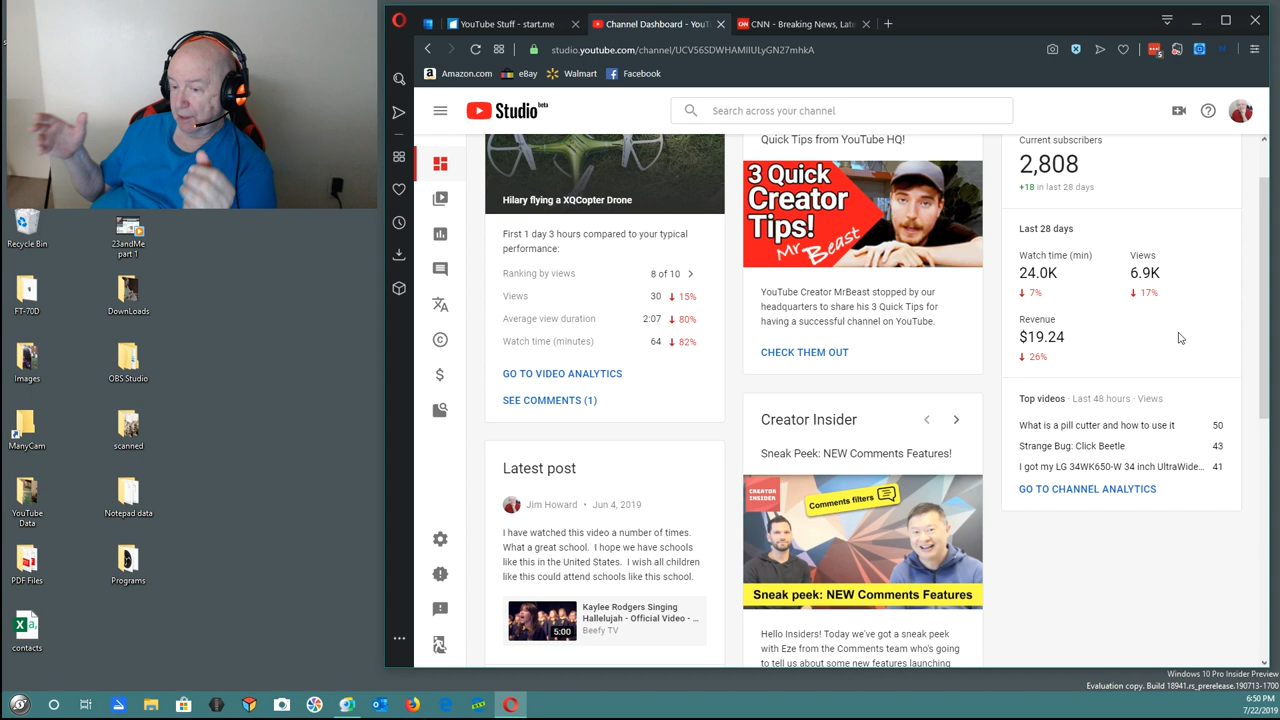 YouTube Stuff - start.me
Channel Dashboard - YouT
CNN - Breaking News, Late
studio.youtube.com/channel/UCV56SDWHAMIIULyGN27mhkA
Amazon.com
eBay
Walmart
Facebook
Studio beta
Search across your channel
Hilary flying a XQCopter Drone
First 1 day 3 hours compared to your typical
performance:
Ranking by views 8 of 10
Views 30 15%
Average view duration 2:07 80%
Watch time (minutes) 64 82%
GO TO VIDEO ANALYTICS
SEE COMMENTS (1)
Latest post
Jim Howard • Jun 4, 2019
I have watched this video a number of times.
What a great school. I hope we have schools
like this in the United States. I wish all children
like this could attend schools like this school.
Kaylee Rodgers Singing
Hallelujah - Official Video - ...
Beefy TV
5:00
Quick Tips from YouTube HQ!
3 Quick
Creator
Tips!
Mr Beast
YouTube Creator MrBeast stopped by our
headquarters to share his 3 Quick Tips for
having a successful channel on YouTube.
CHECK THEM OUT
Creator Insider
Sneak Peek: NEW Comments Features!
CREATOR
INSIDER
Comments filters
Sneak peek: NEW Comments Features
Hello Insiders! Today we've got a sneak peek
with Eze from the Comments team who's going
to tell us about some new features launching
Current subscribers
2,808
+18 in last 28 days
Last 28 days
Watch time (min) Views
24.0K 6.9K
7% 17%
Revenue
$19.24
26%
Top videos · Last 48 hours · Views
What is a pill cutter and how to use it 50
Strange Bug: Click Beetle 43
I got my LG 34WK650-W 34 inch UltraWide... 41
GO TO CHANNEL ANALYTICS
Recycle Bin
23andMe
part 1
FT-70D
DownLoads
Images
OBS Studio
ManyCam
scanned
YouTube
Data
Notepad data
PDF Files
Programs
contacts
Windows 10 Pro Insider Preview
Evaluation copy. Build 18941.rs_prerelease.190713-1700
6:50 PM
7/22/2019